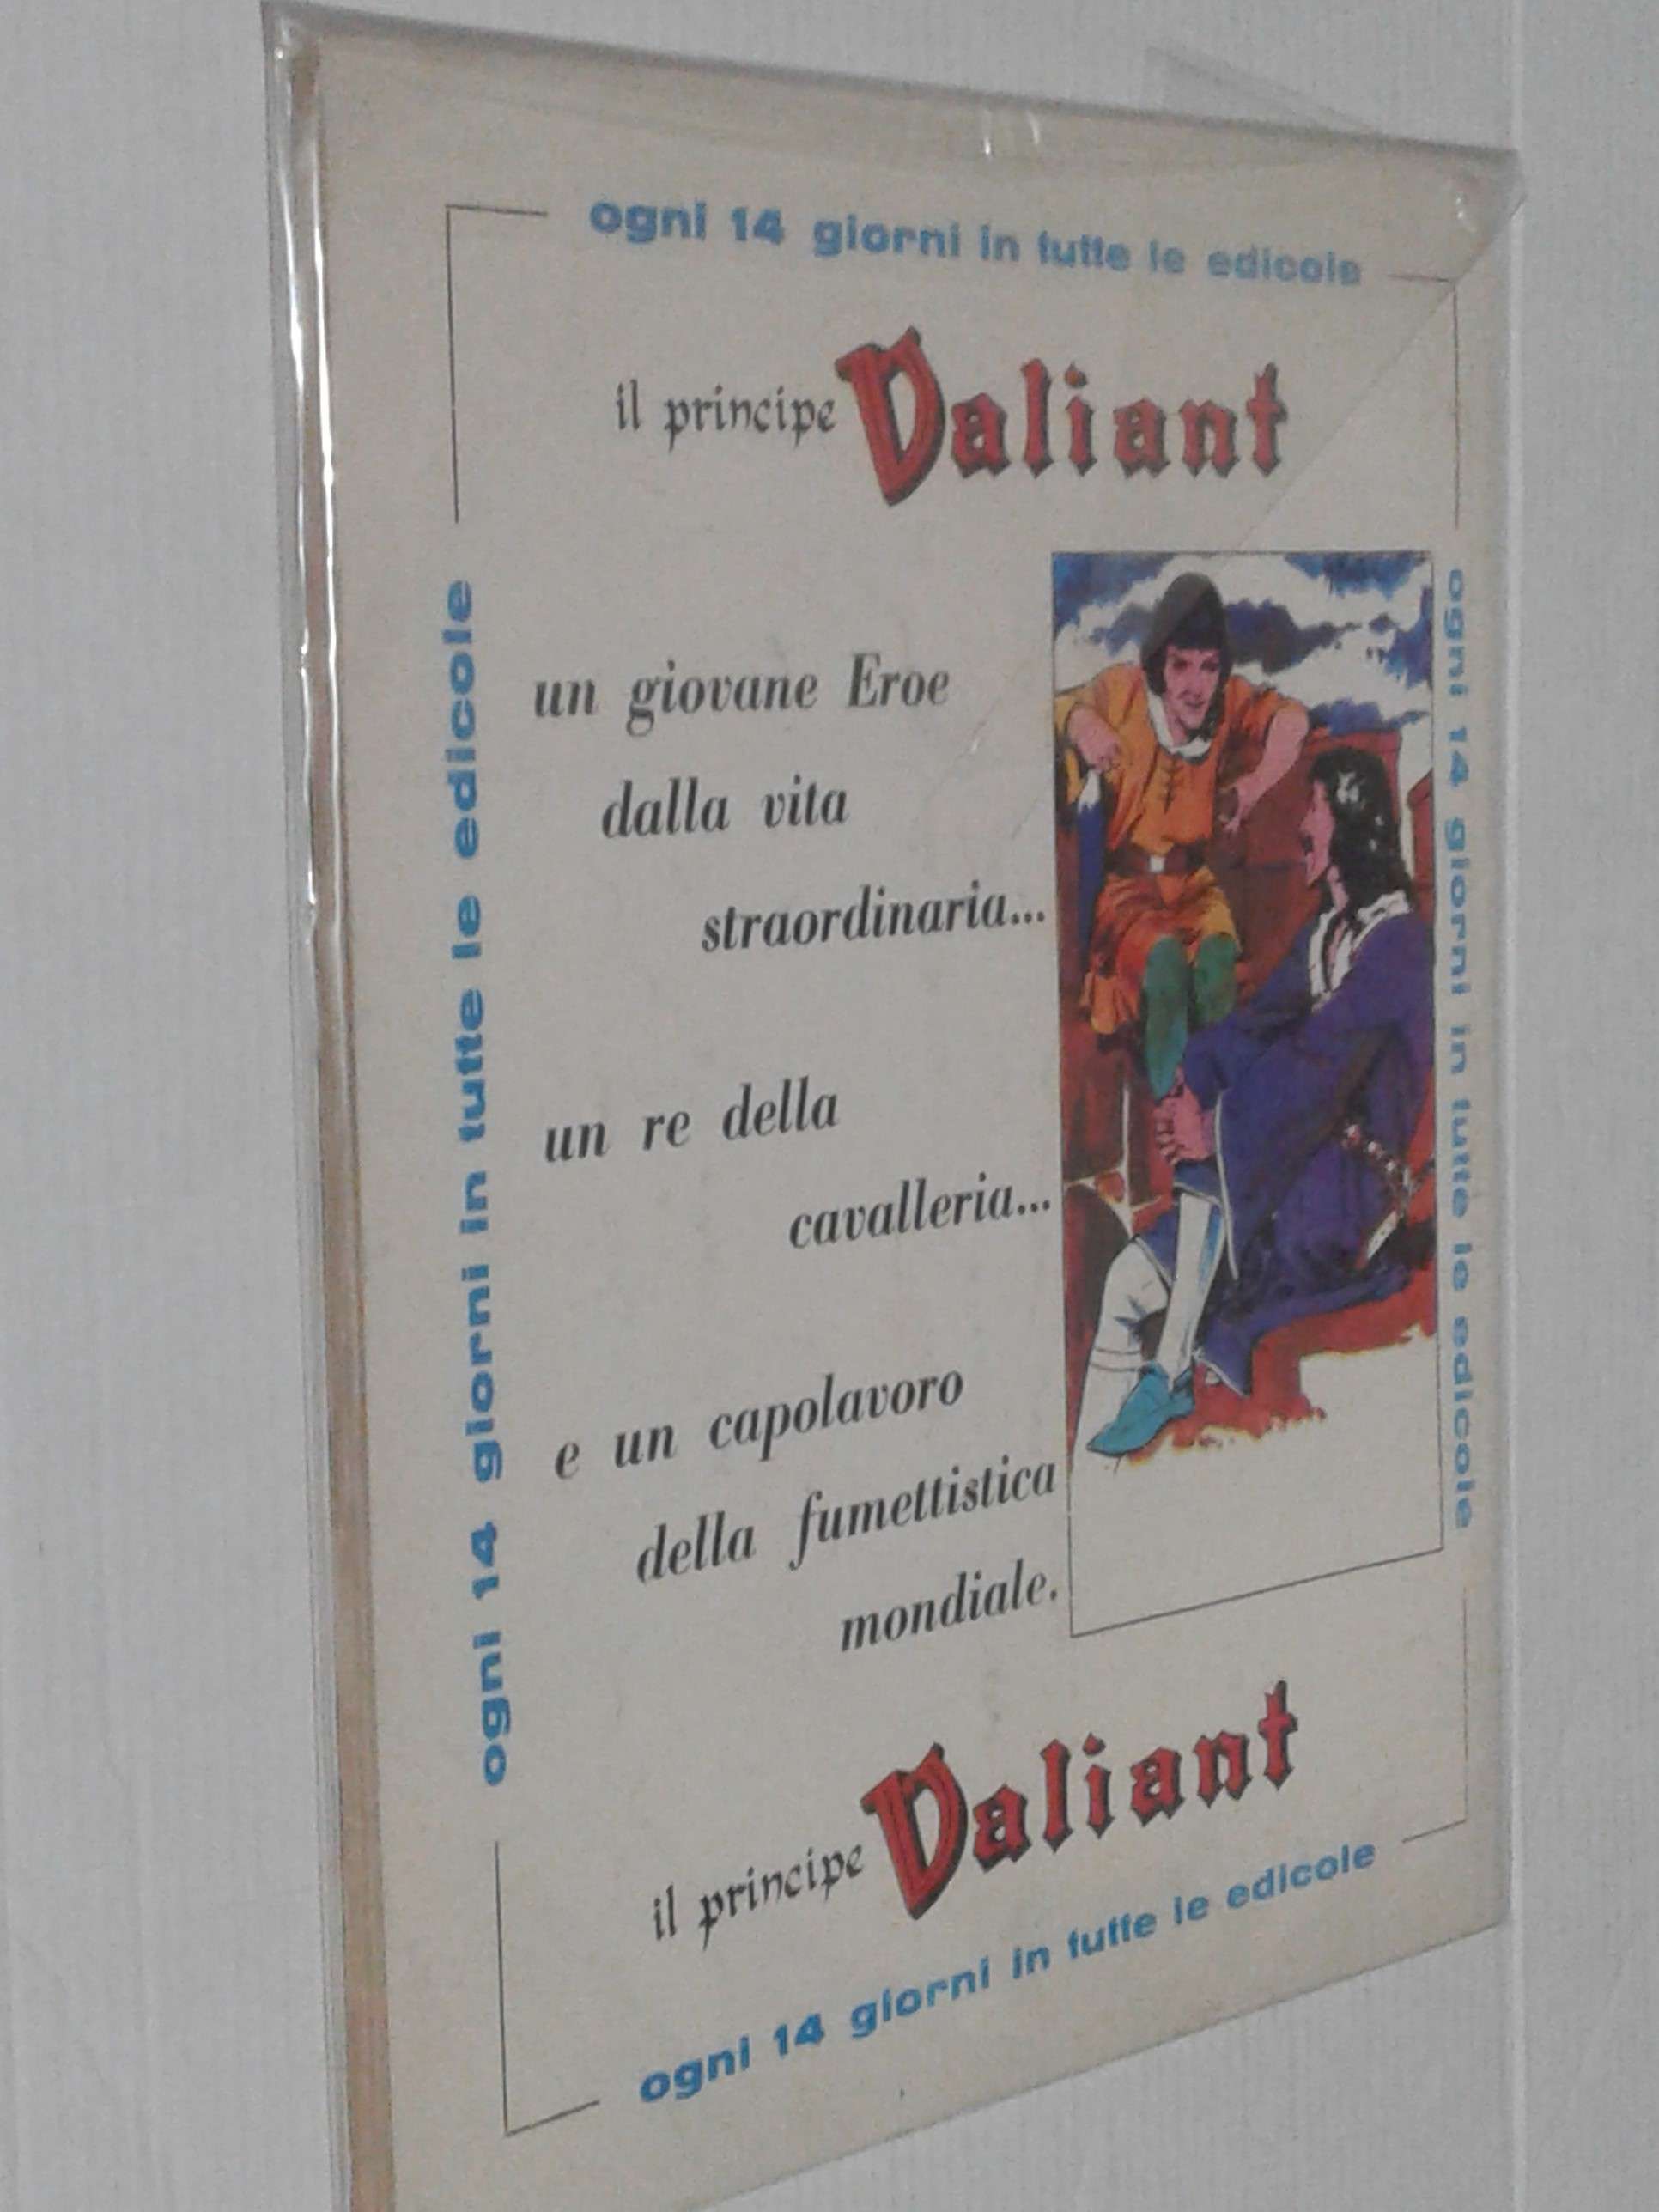 ogni 14 giorni in tutte le edicole
il principe Valiant
ogni 14 giorni in tutte le edicole
un giovane Eroe
dalla vita
straordinaria...
un re della
cavalleria...
e un capolavoro
della fumettistica
mondiale.
ogni 14 giorni in tutte le edicole
il principe Valiant
ogni 14 giorni in tutte le edicole